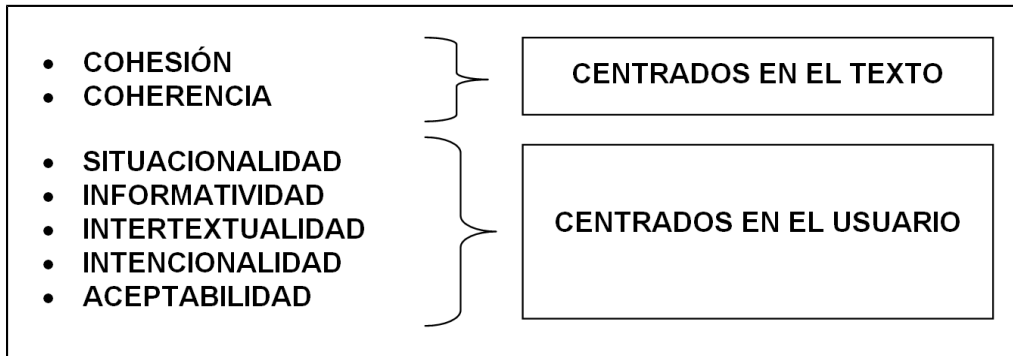 • COHESIÓN
• COHERENCIA
CENTRADOS EN EL TEXTO
• SITUACIONALIDAD
• INFORMATIVIDAD
• INTERTEXTUALIDAD
• INTENCIONALIDAD
• ACEPTABILIDAD
CENTRADOS EN EL USUARIO